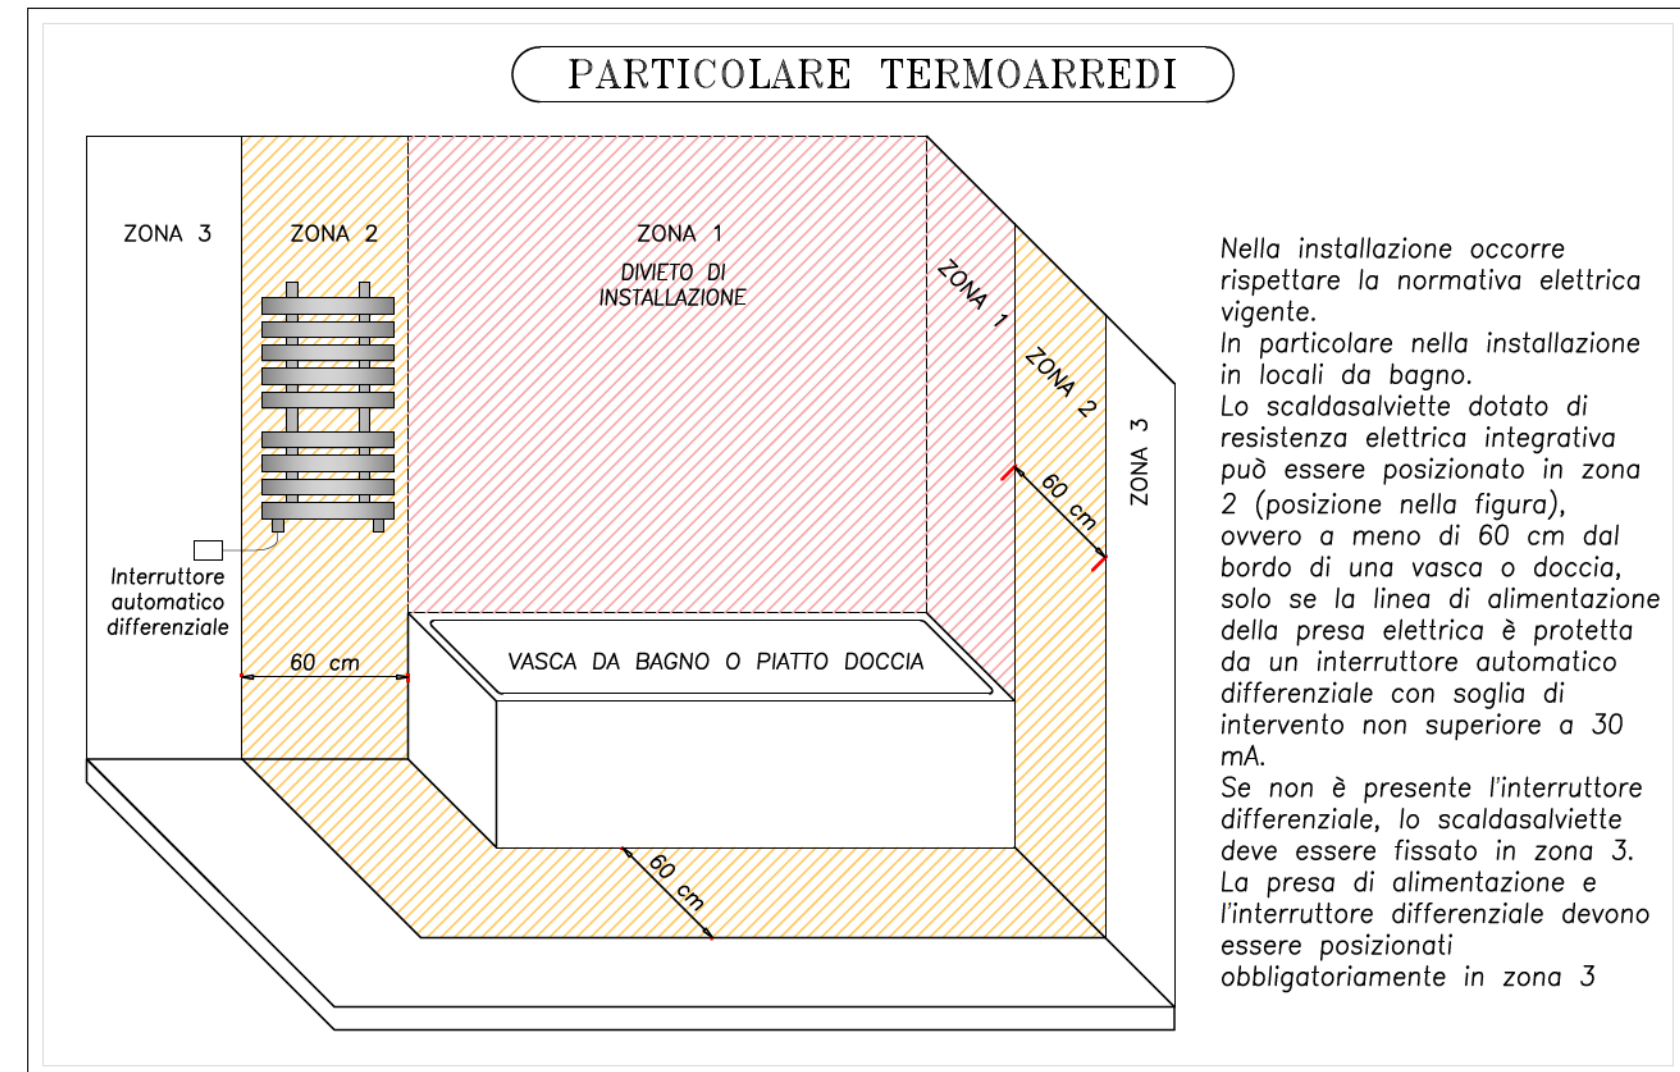 PARTICOLARE TERMOARREDI
ZONA 3
ZONA 2
ZONA 1
DIVIETO DI
INSTALLAZIONE
ZONA 1
ZONA 2
ZONA 3
60 cm
Interruttore
automatico
differenziale
60 cm
VASCA DA BAGNO O PIATTO DOCCIA
60 cm
Nella installazione occorre
rispettare la normativa elettrica
vigente.
In particolare nella installazione
in locali da bagno.
Lo scaldasalviette dotato di
resistenza elettrica integrativa
può essere posizionato in zona
2 (posizione nella figura),
ovvero a meno di 60 cm dal
bordo di una vasca o doccia,
solo se la linea di alimentazione
della presa elettrica è protetta
da un interruttore automatico
differenziale con soglia di
intervento non superiore a 30
mA.
Se non è presente l'interruttore
differenziale, lo scaldasalviette
deve essere fissato in zona 3.
La presa di alimentazione e
l'interruttore differenziale devono
essere posizionati
obbligatoriamente in zona 3